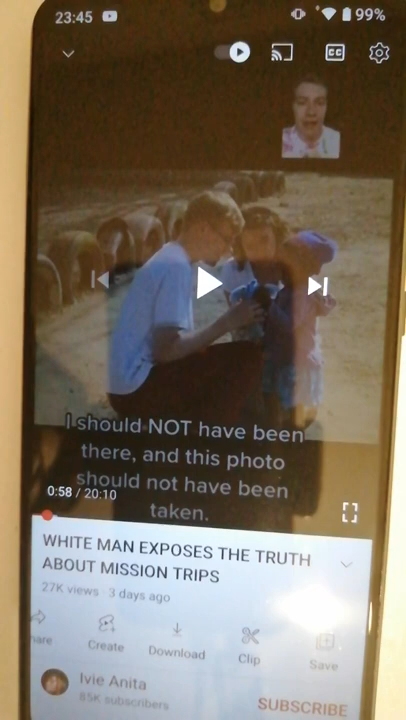 23:45
99%
CC
I should NOT have been
there, and this photo
should not have been
taken.
0:58 / 20:10
WHITE MAN EXPOSES THE TRUTH
ABOUT MISSION TRIPS
27K views · 3 days ago
hare
Create
Download
Clip
Save
Ivie Anita
85K subscribers
SUBSCRIBE